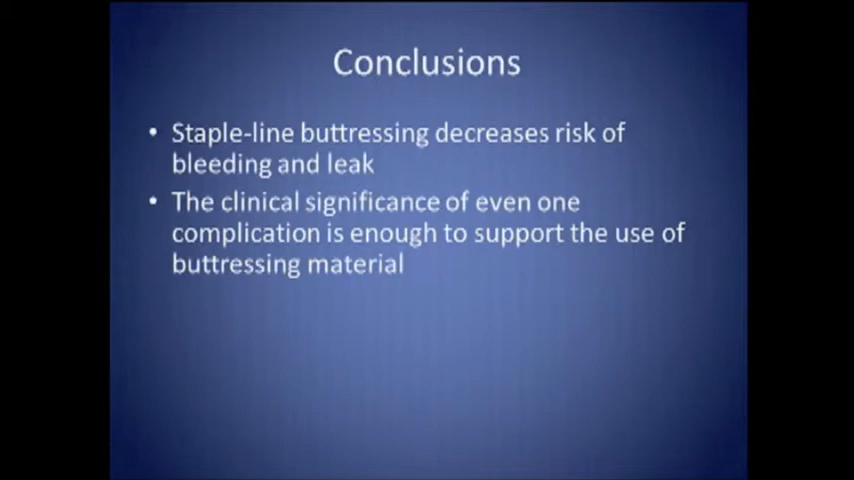 Conclusions
• Staple-line buttressing decreases risk of
bleeding and leak
• The clinical significance of even one
complication is enough to support the use of
buttressing material